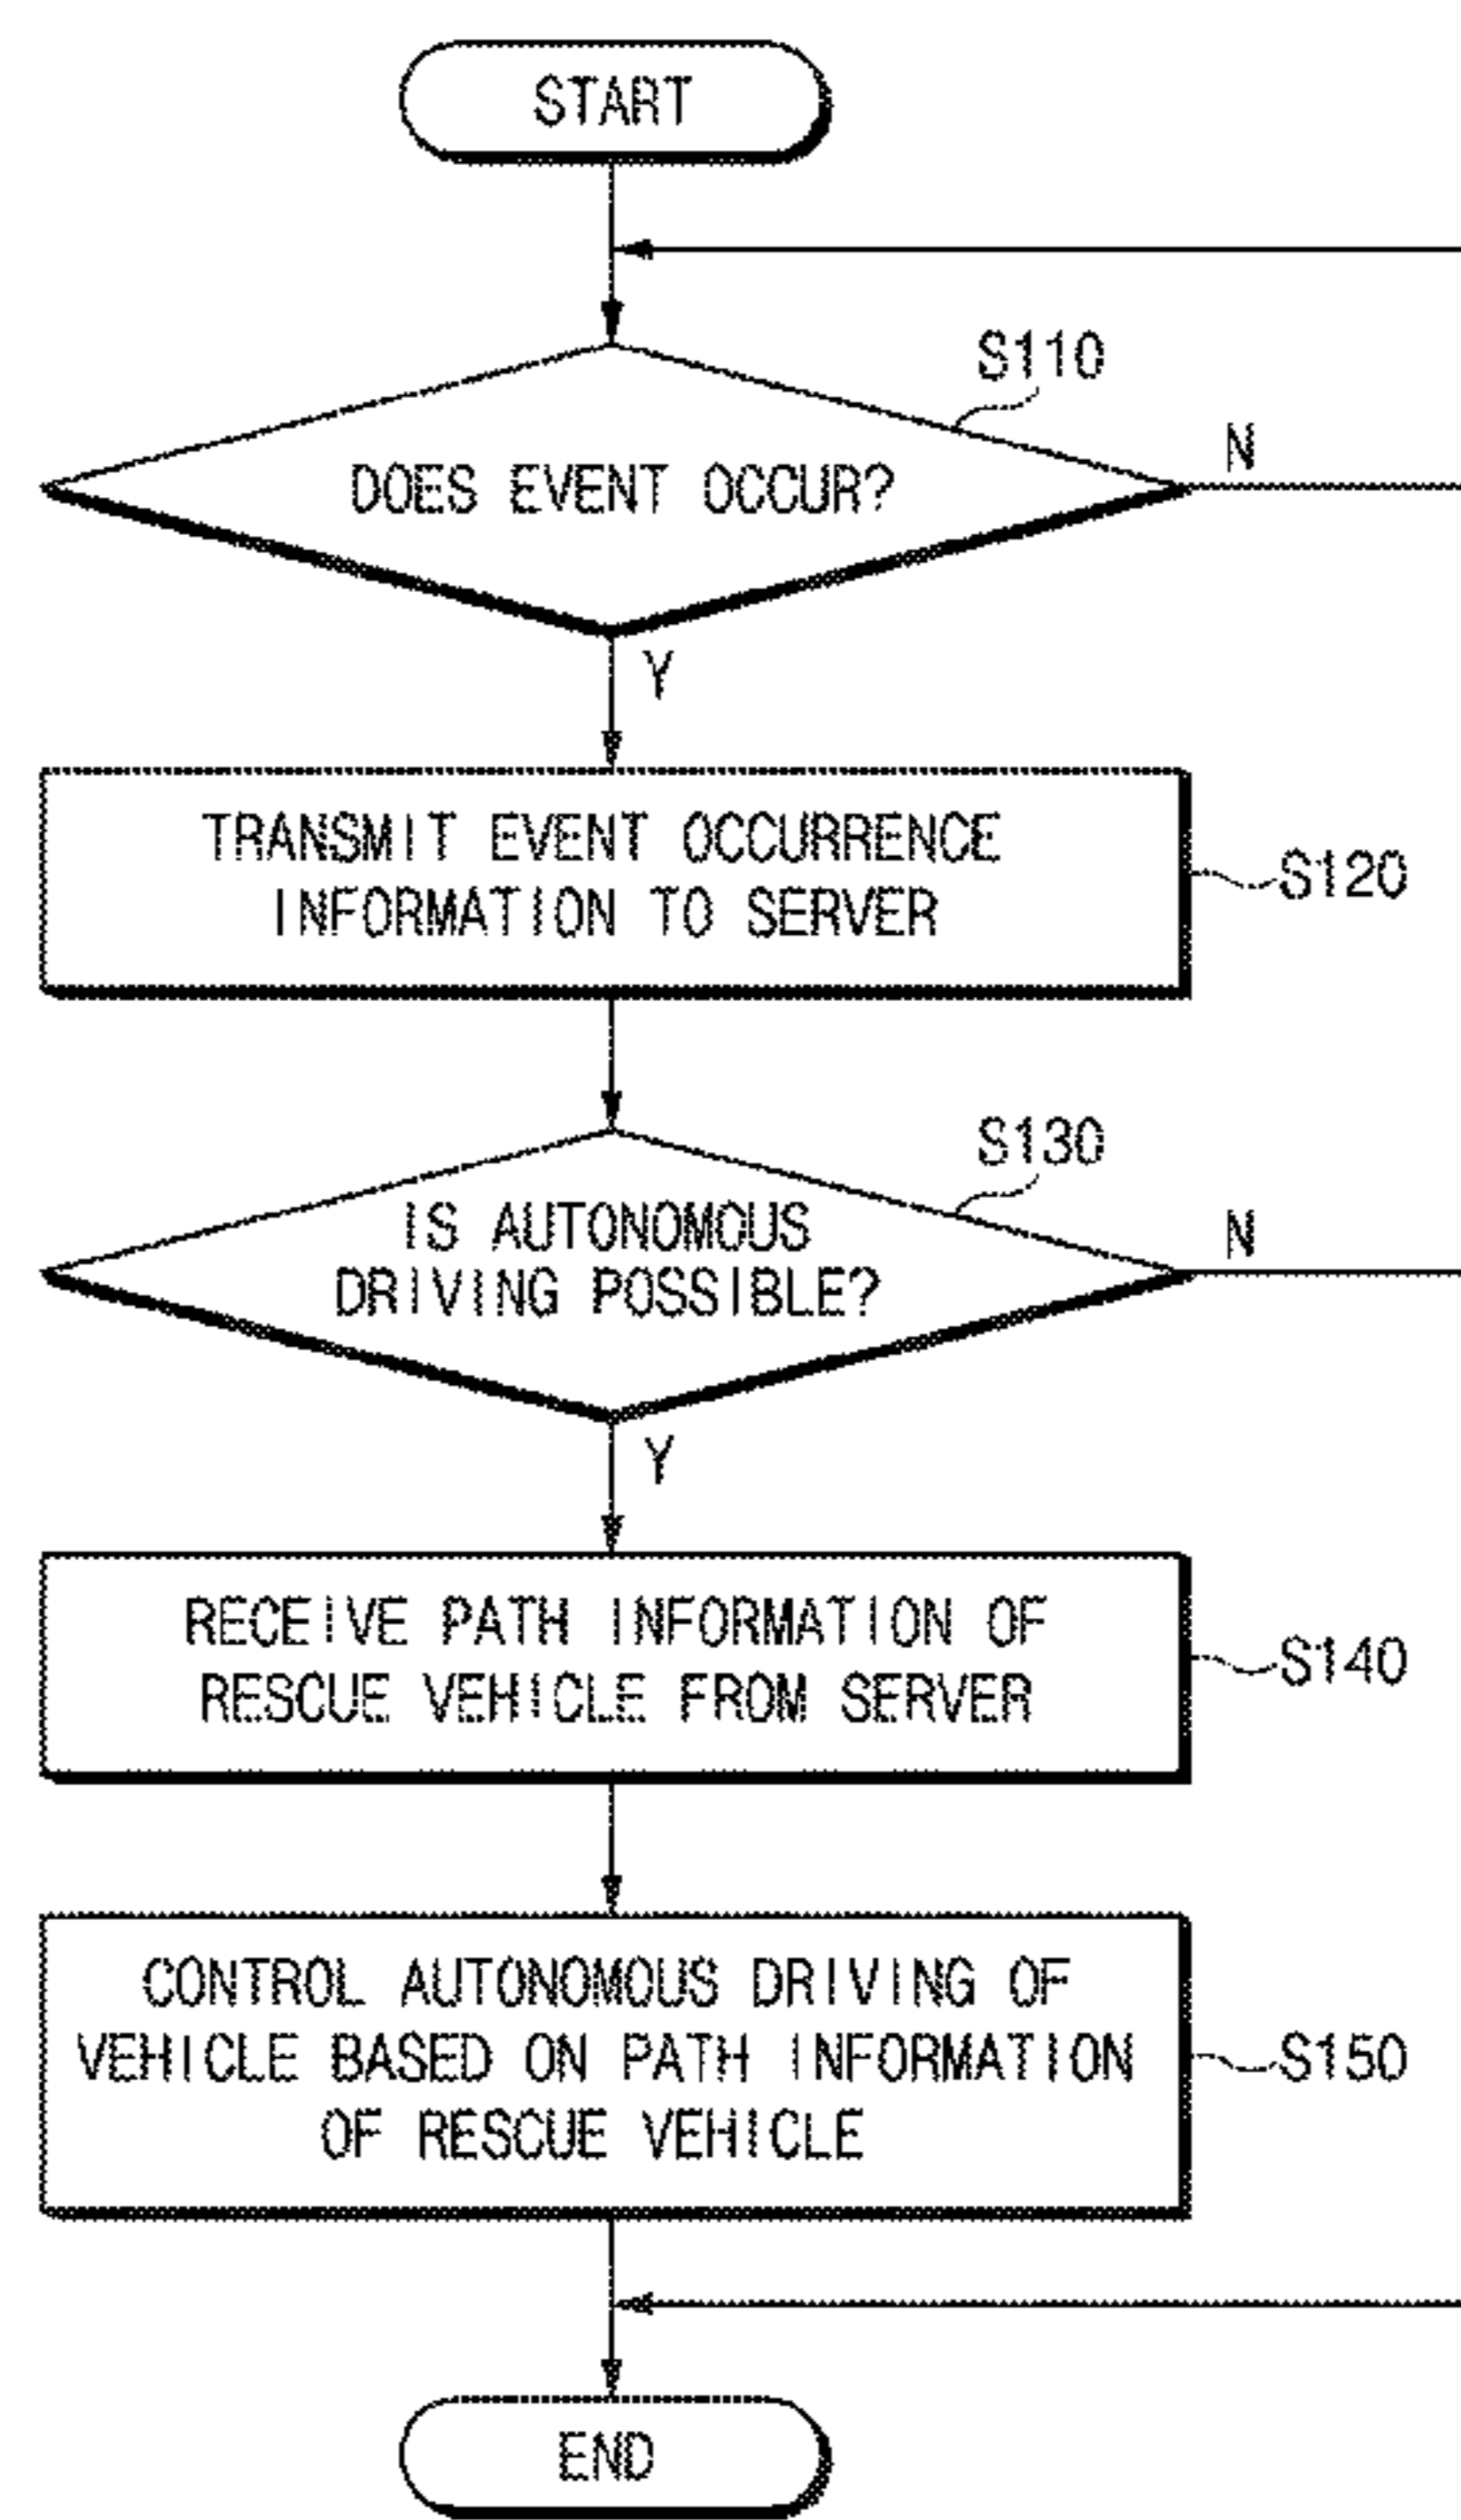 START
S110
DOES EVENT OCCUR?
N
Y
TRANSMIT EVENT OCCURRENCE
INFORMATION TO SERVER
S120
S130
IS AUTONOMOUS
DRIVING POSSIBLE?
N
Y
RECEIVE PATH INFORMATION OF
RESCUE VEHICLE FROM SERVER
S140
CONTROL AUTONOMOUS DRIVING OF
VEHICLE BASED ON PATH INFORMATION
OF RESCUE VEHICLE
S150
END